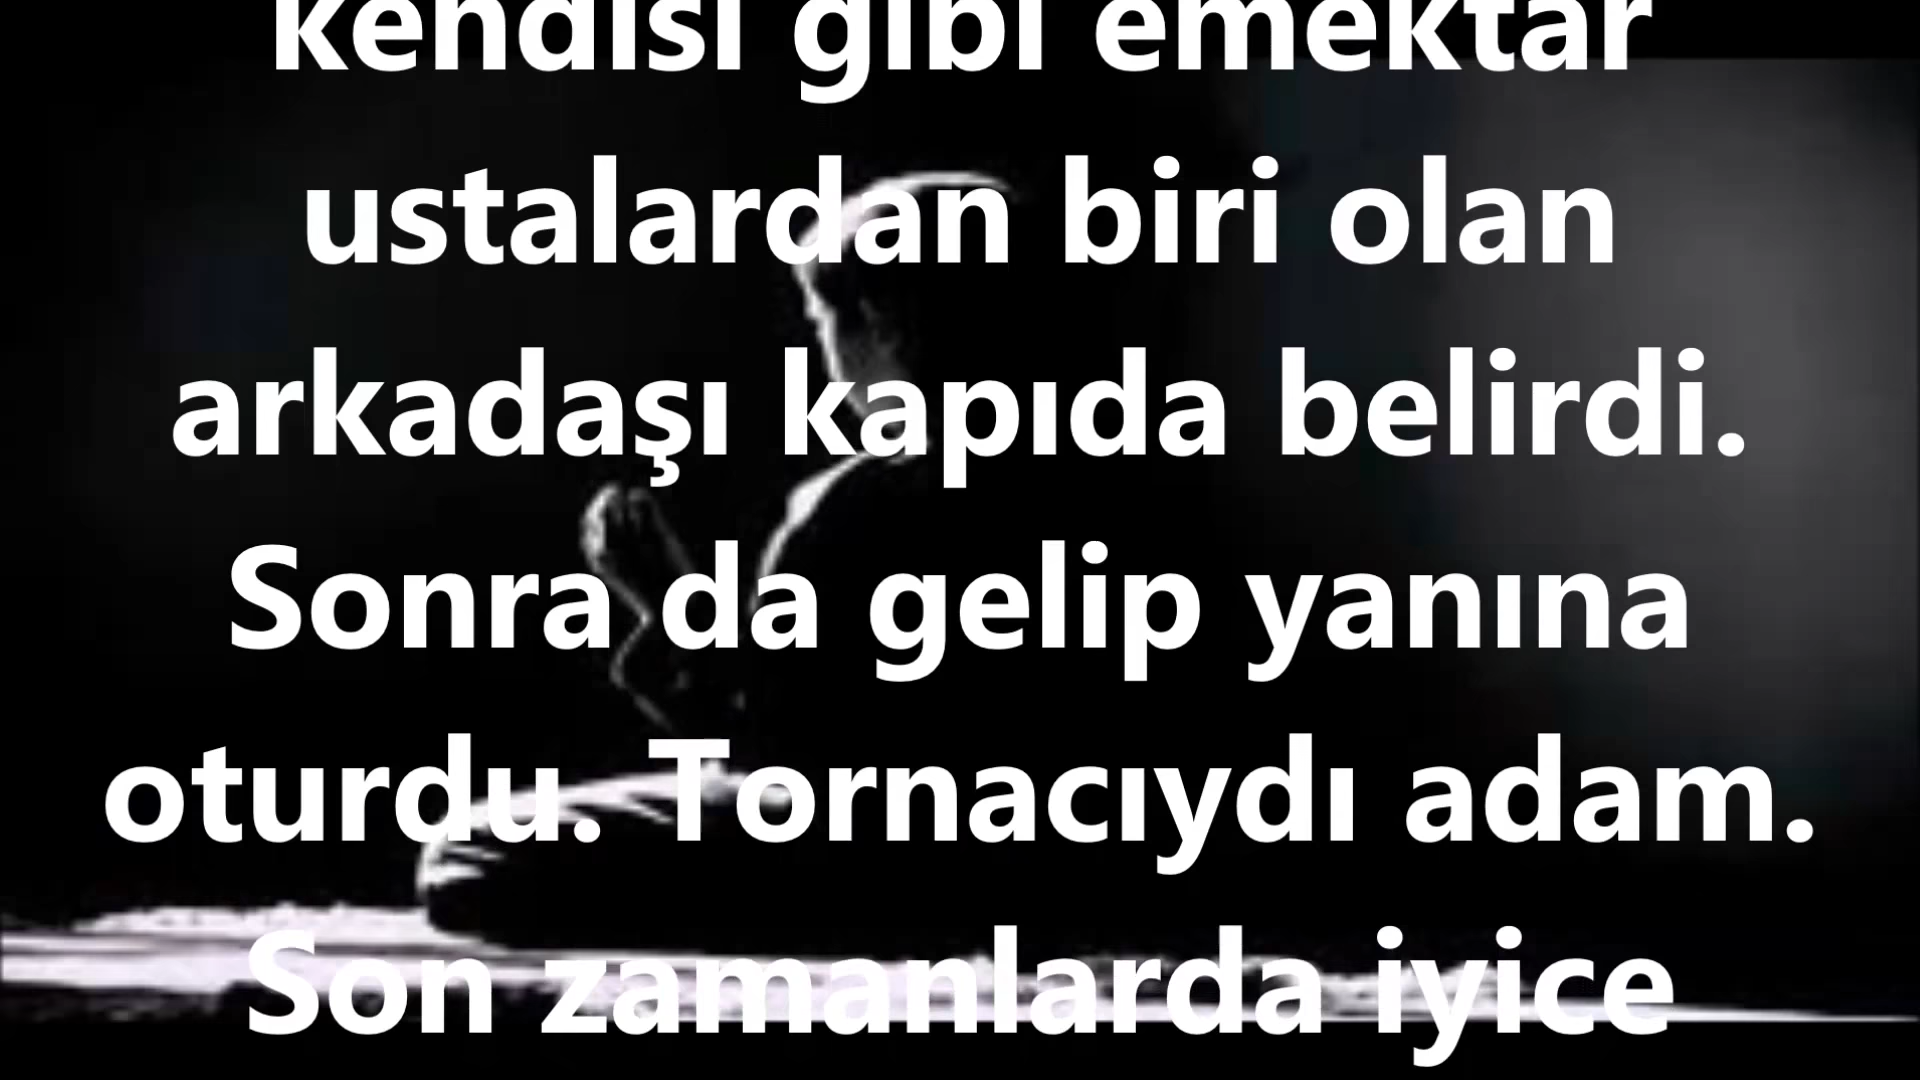 kendisi gibi emektar
ustalardan biri olan
arkadaşı kapıda belirdi.
Sonra da gelip yanına
oturdu. Tornacıydı adam.
Son zamanlarda iyice